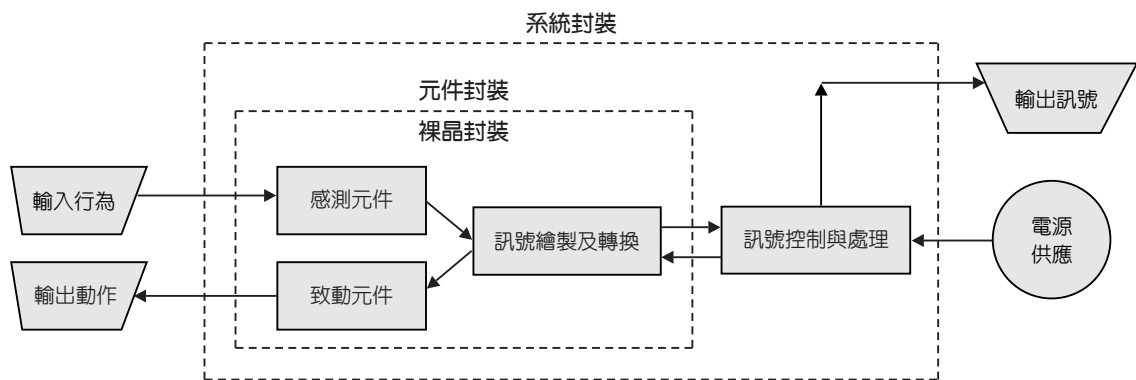 系統封裝
元件封裝
裸晶封裝
輸出訊號
輸入行為
感測元件
訊號繪製及轉換
訊號控制與處理
電源
供應
輸出動作
致動元件